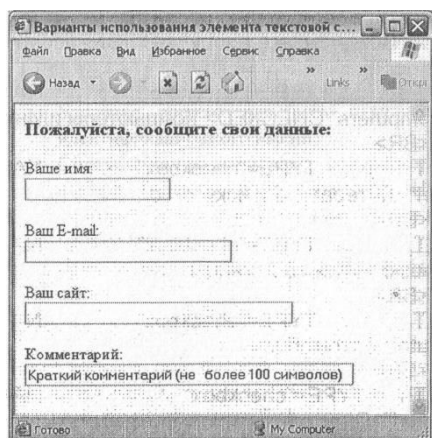 Варианты использования элемента текстовой с...
Файл Правка Вид Избранное Сервис Справка
Назад Links
Пожалуйста, сообщите свои данные:
Ваше имя:
Ваш E-mail:
Ваш сайт:
Комментарий:
Краткий комментарий (не более 100 символов)
Готово My Computer